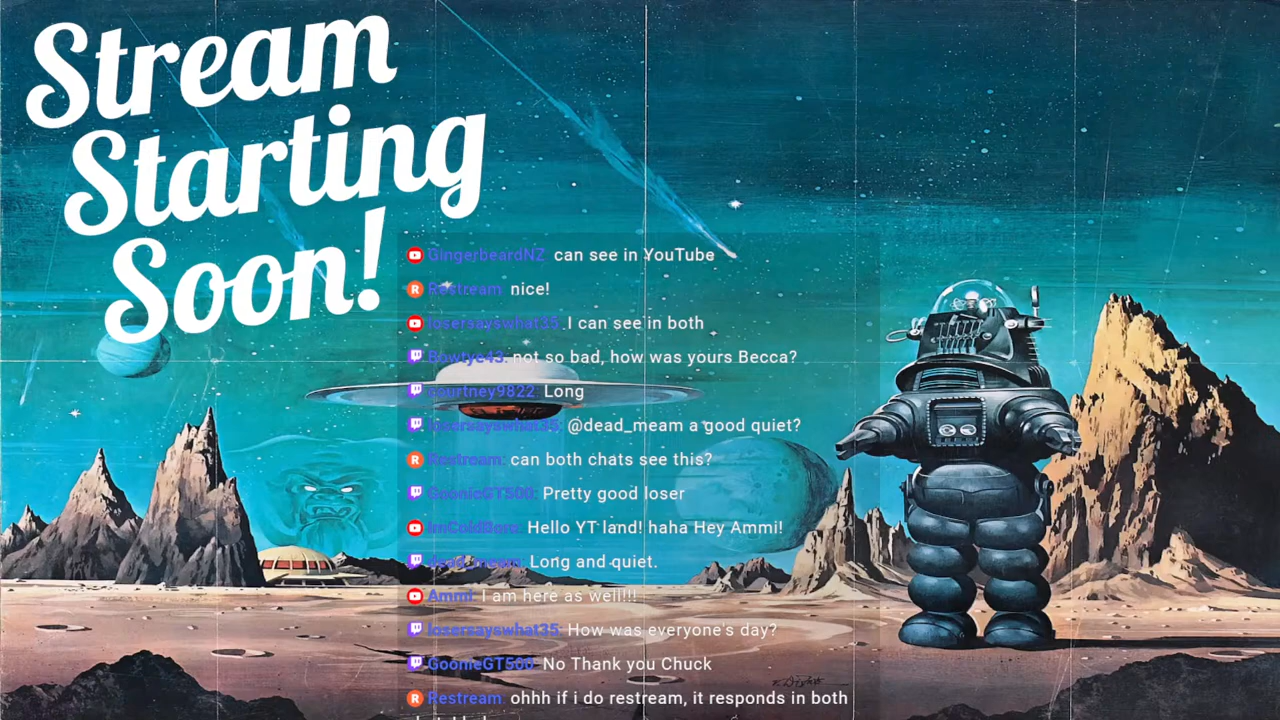 Stream
Starting
Soon!
GingerbeardNZ can see in YouTube
Restream: nice!
losersayswhat35: I can see in both
Bowtye43: not so bad, how was yours Becca?
courtney9822: Long
losersayswhat35: @dead_meam a good quiet?
Restream: can both chats see this?
GoonieGT500: Pretty good loser
Hello YT land! haha Hey Ammi!
dead_meam: Long and quiet.
Ammi: I am here as well!!!
losersayswhat35: How was everyone's day?
GoonieGT500: No Thank you Chuck
Restream: ohhh if i do restream, it responds in both